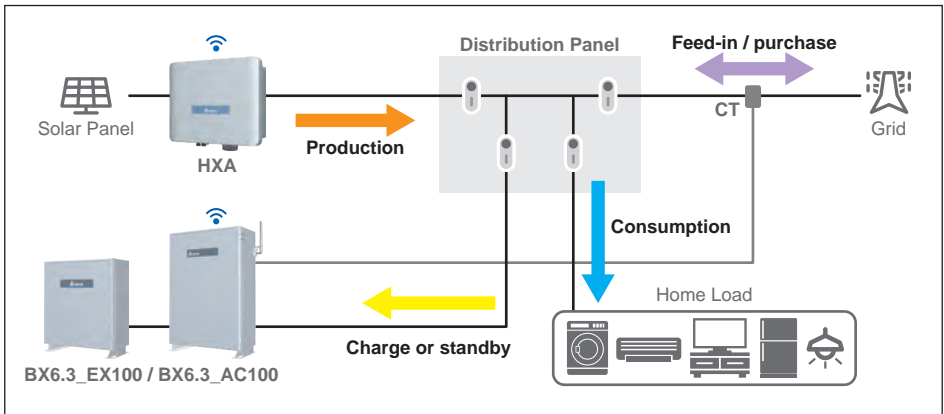 Distribution Panel
Feed-in / purchase
Solar Panel
HXA
Production
CT
Grid
Consumption
Home Load
Charge or standby
BX6.3_EX100 / BX6.3_AC100